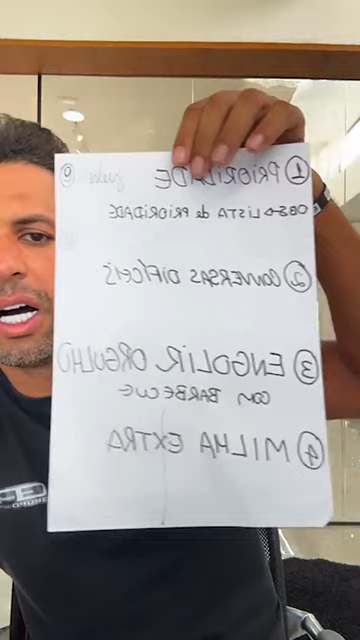 ① PRIORIDADE
OBS → LISTA de PRIORIDADE
② CONVERSAS DIFÍCEIS
③ ENGOLIR ORGULHO
COM BARBECUE
④ MILHA EXTRA